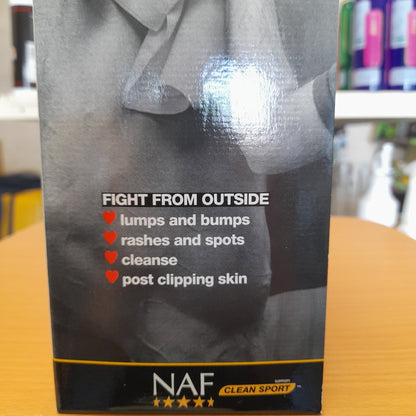 FIGHT FROM OUTSIDE
lumps and bumps
rashes and spots
cleanse
post clipping skin
NAF
CLEAN SPORT